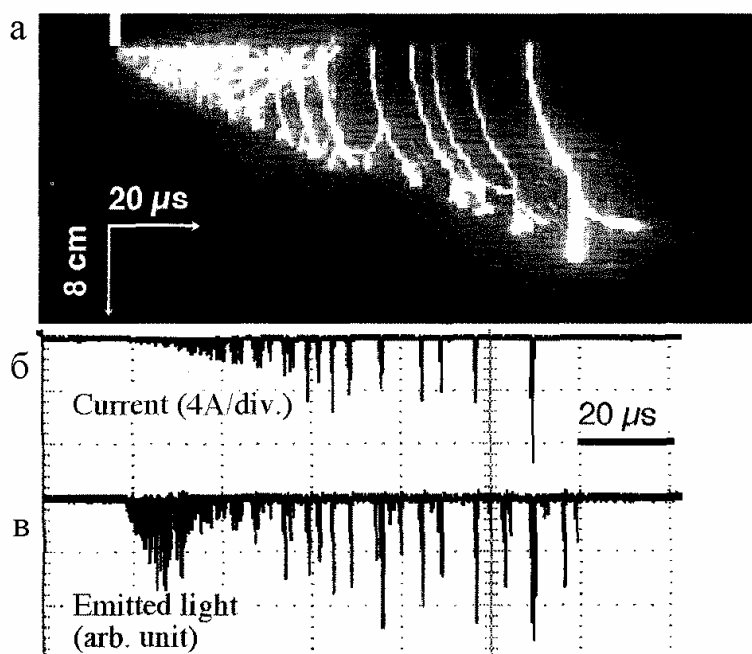 а
20 µs
8 cm
б
Current (4A/div.)
20 µs
в
Emitted light
(arb. unit)